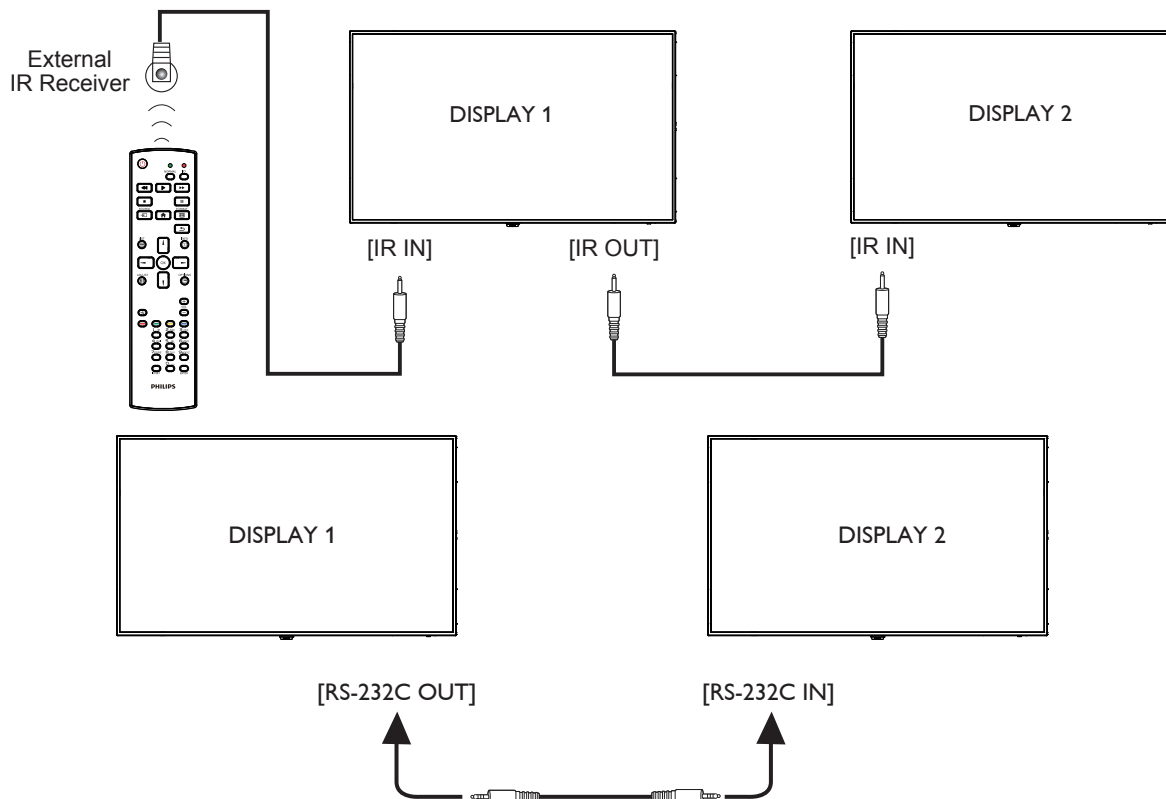 External
IR Receiver
DISPLAY 1
DISPLAY 2
[IR IN]
[IR OUT]
[IR IN]
PHILIPS
DISPLAY 1
DISPLAY 2
[RS-232C OUT]
[RS-232C IN]